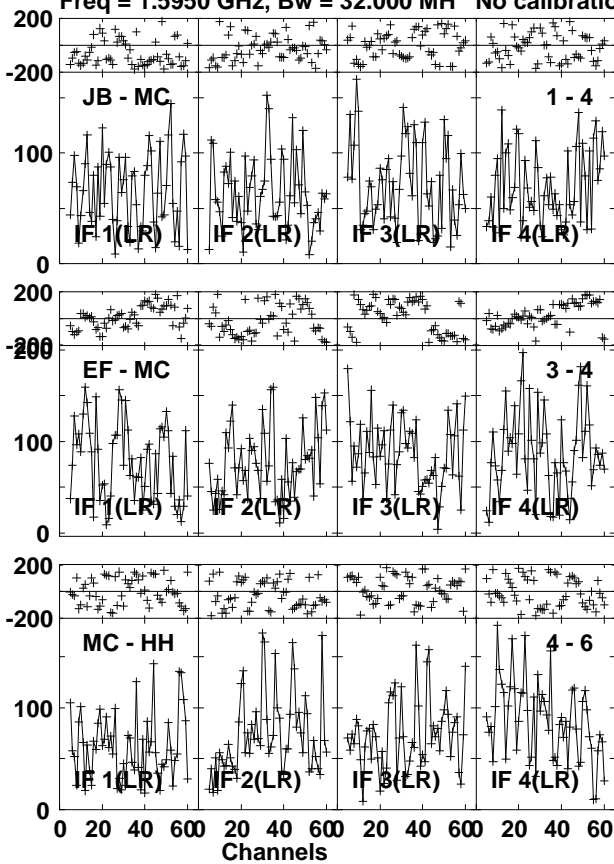 Freq = 1.5950 GHz, Bw = 32.000 MH No calibratio
200
-200
JB - MC 1 - 4
100
IF 1(LR) IF 2(LR) IF 3(LR) IF 4(LR)
0
200
-200
200
EF - MC 3 - 4
100
IF 1(LR) IF 2(LR) IF 3(LR) IF 4(LR)
0
200
-200
MC - HH 4 - 6
100
IF 1(LR) IF 2(LR) IF 3(LR) IF 4(LR)
0
0 20 40 600 20 40 600 20 40 600 20 40 60
Channels